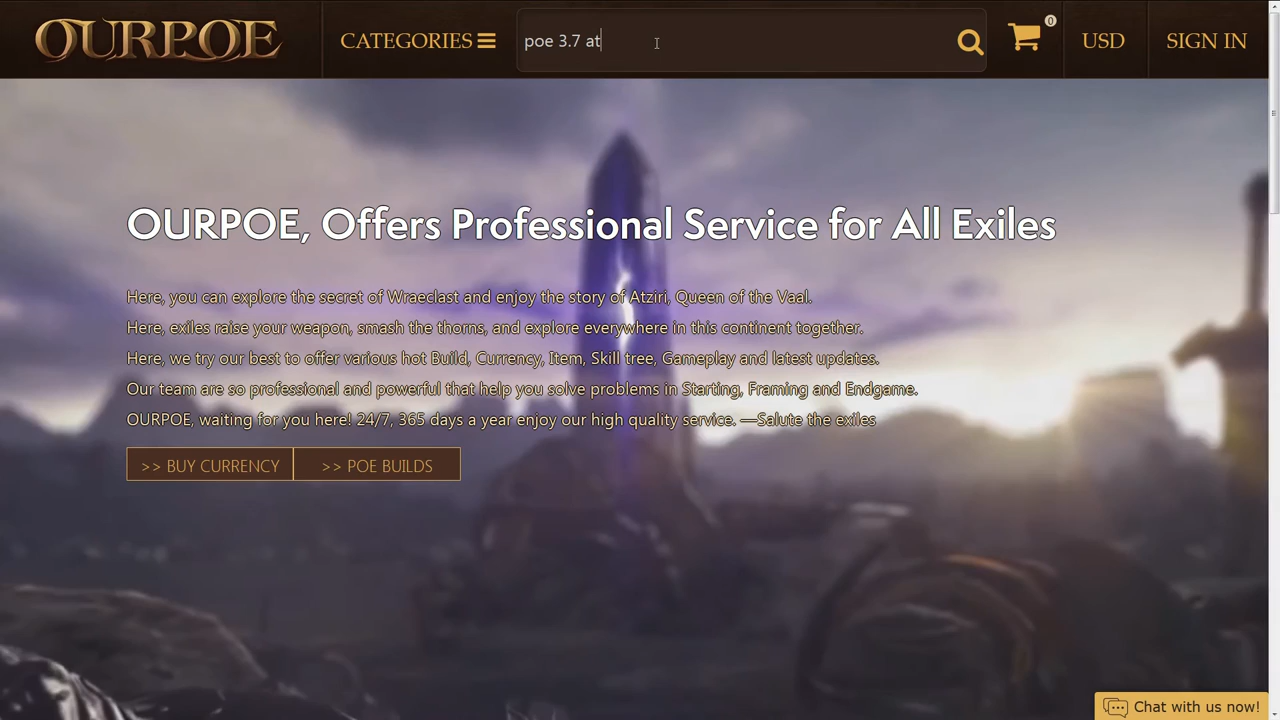 OURPOE
CATEGORIES
poe 3.7 at
0
USD
SIGN IN
OURPOE, Offers Professional Service for All Exiles
Here, you can explore the secret of Wraeclast and enjoy the story of Atziri, Queen of the Vaal.
Here, exiles raise your weapon, smash the thorns, and explore everywhere in this continent together.
Here, we try our best to offer various hot Build, Currency, Item, Skill tree, Gameplay and latest updates.
Our team are so professional and powerful that help you solve problems in Starting, Framing and Endgame.
OURPOE, waiting for you here! 24/7, 365 days a year enjoy our high quality service. —Salute the exiles
>> BUY CURRENCY
>> POE BUILDS
Chat with us now!